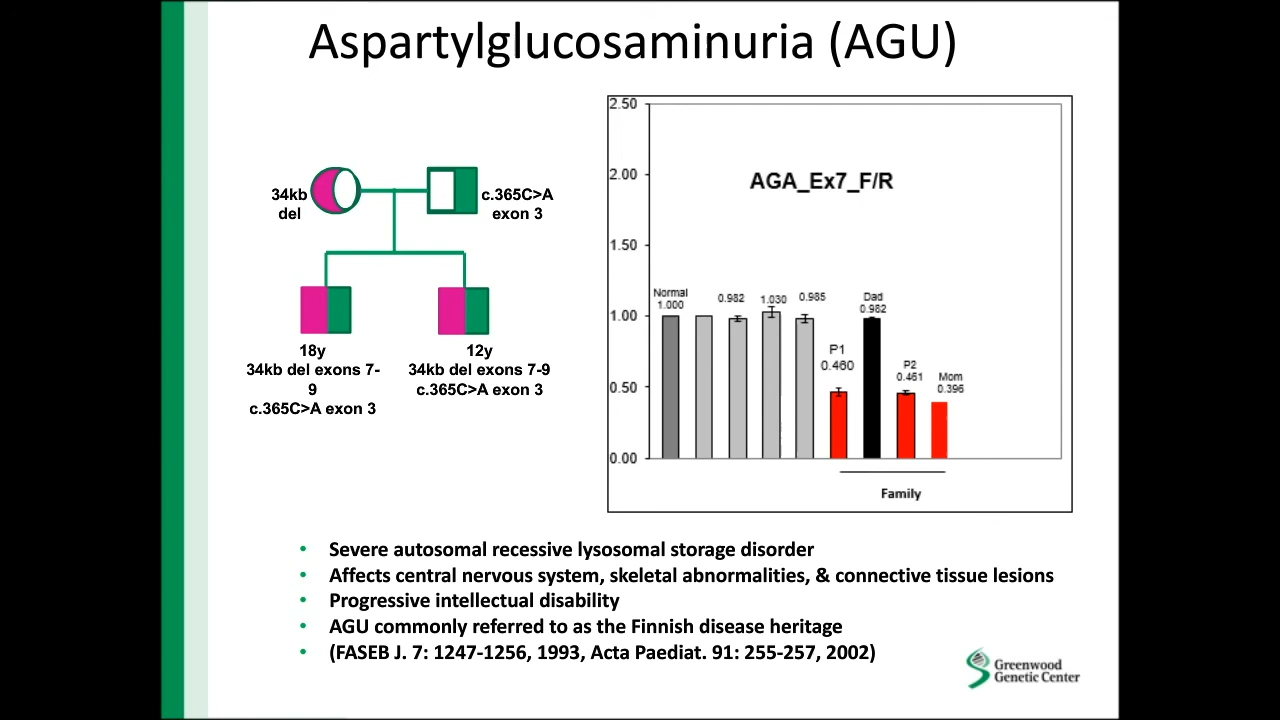 Aspartylglucosaminuria (AGU)
34kb
del
c.365C>A
exon 3
18y
34kb del exons 7-
9
c.365C>A exon 3
12y
34kb del exons 7-9
c.365C>A exon 3
2.50
2.00
1.50
1.00
0.50
0.00
AGA_Ex7_F/R
Normal
1.000
0.982
1.030
0.985
P1
0.460
Dad
0.982
P2
0.461
Mom
0.396
Family
• Severe autosomal recessive lysosomal storage disorder
• Affects central nervous system, skeletal abnormalities, & connective tissue lesions
• Progressive intellectual disability
• AGU commonly referred to as the Finnish disease heritage
• (FASEB J. 7: 1247-1256, 1993, Acta Paediat. 91: 255-257, 2002)
Greenwood
Genetic Center